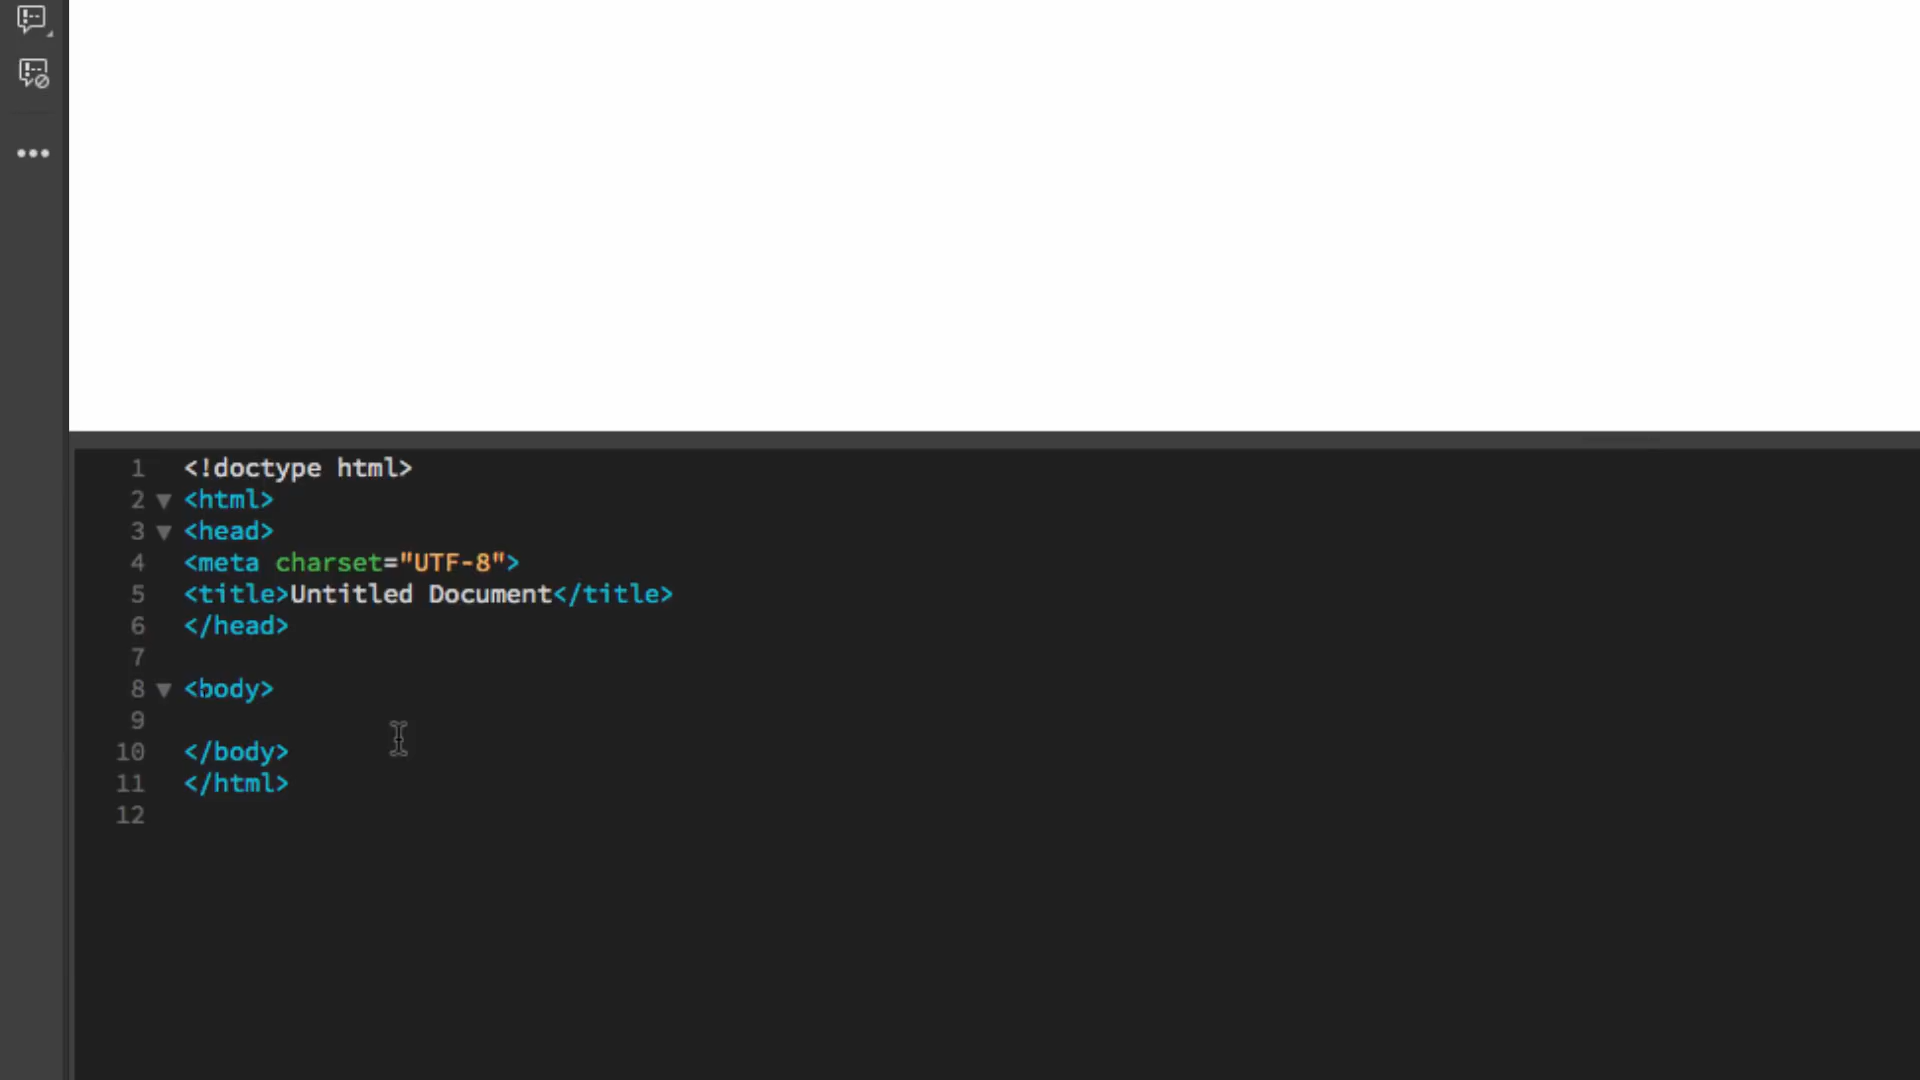 1 <!doctype html>
2 <html>
3 <head>
4 <meta charset="UTF-8">
5 <title>Untitled Document</title>
6 </head>
7
8 <body>
9
10 </body>
11 </html>
12